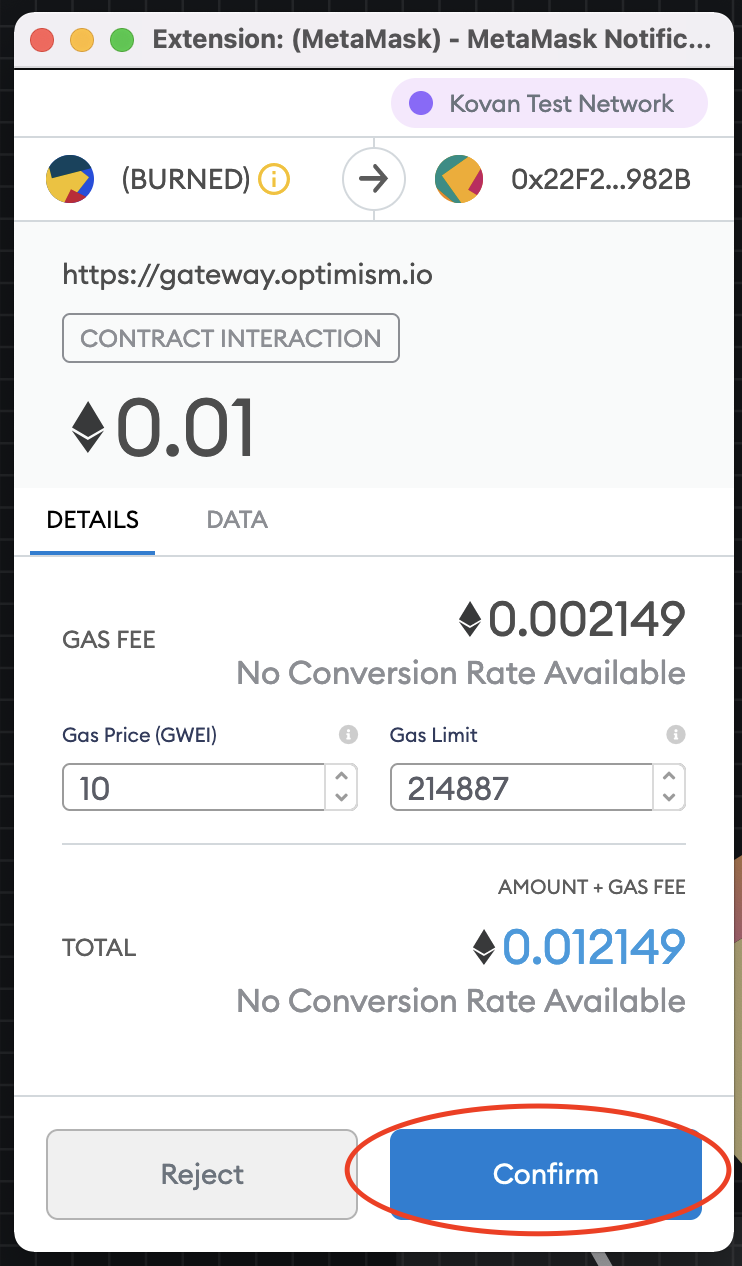 Extension: (MetaMask) - MetaMask Notific...
Kovan Test Network
(BURNED) 0x22F2...982B
https://gateway.optimism.io
CONTRACT INTERACTION
0.01
DETAILS DATA
GAS FEE 0.002149
No Conversion Rate Available
Gas Price (GWEI) Gas Limit
10 214887
AMOUNT + GAS FEE
TOTAL 0.012149
No Conversion Rate Available
Reject Confirm